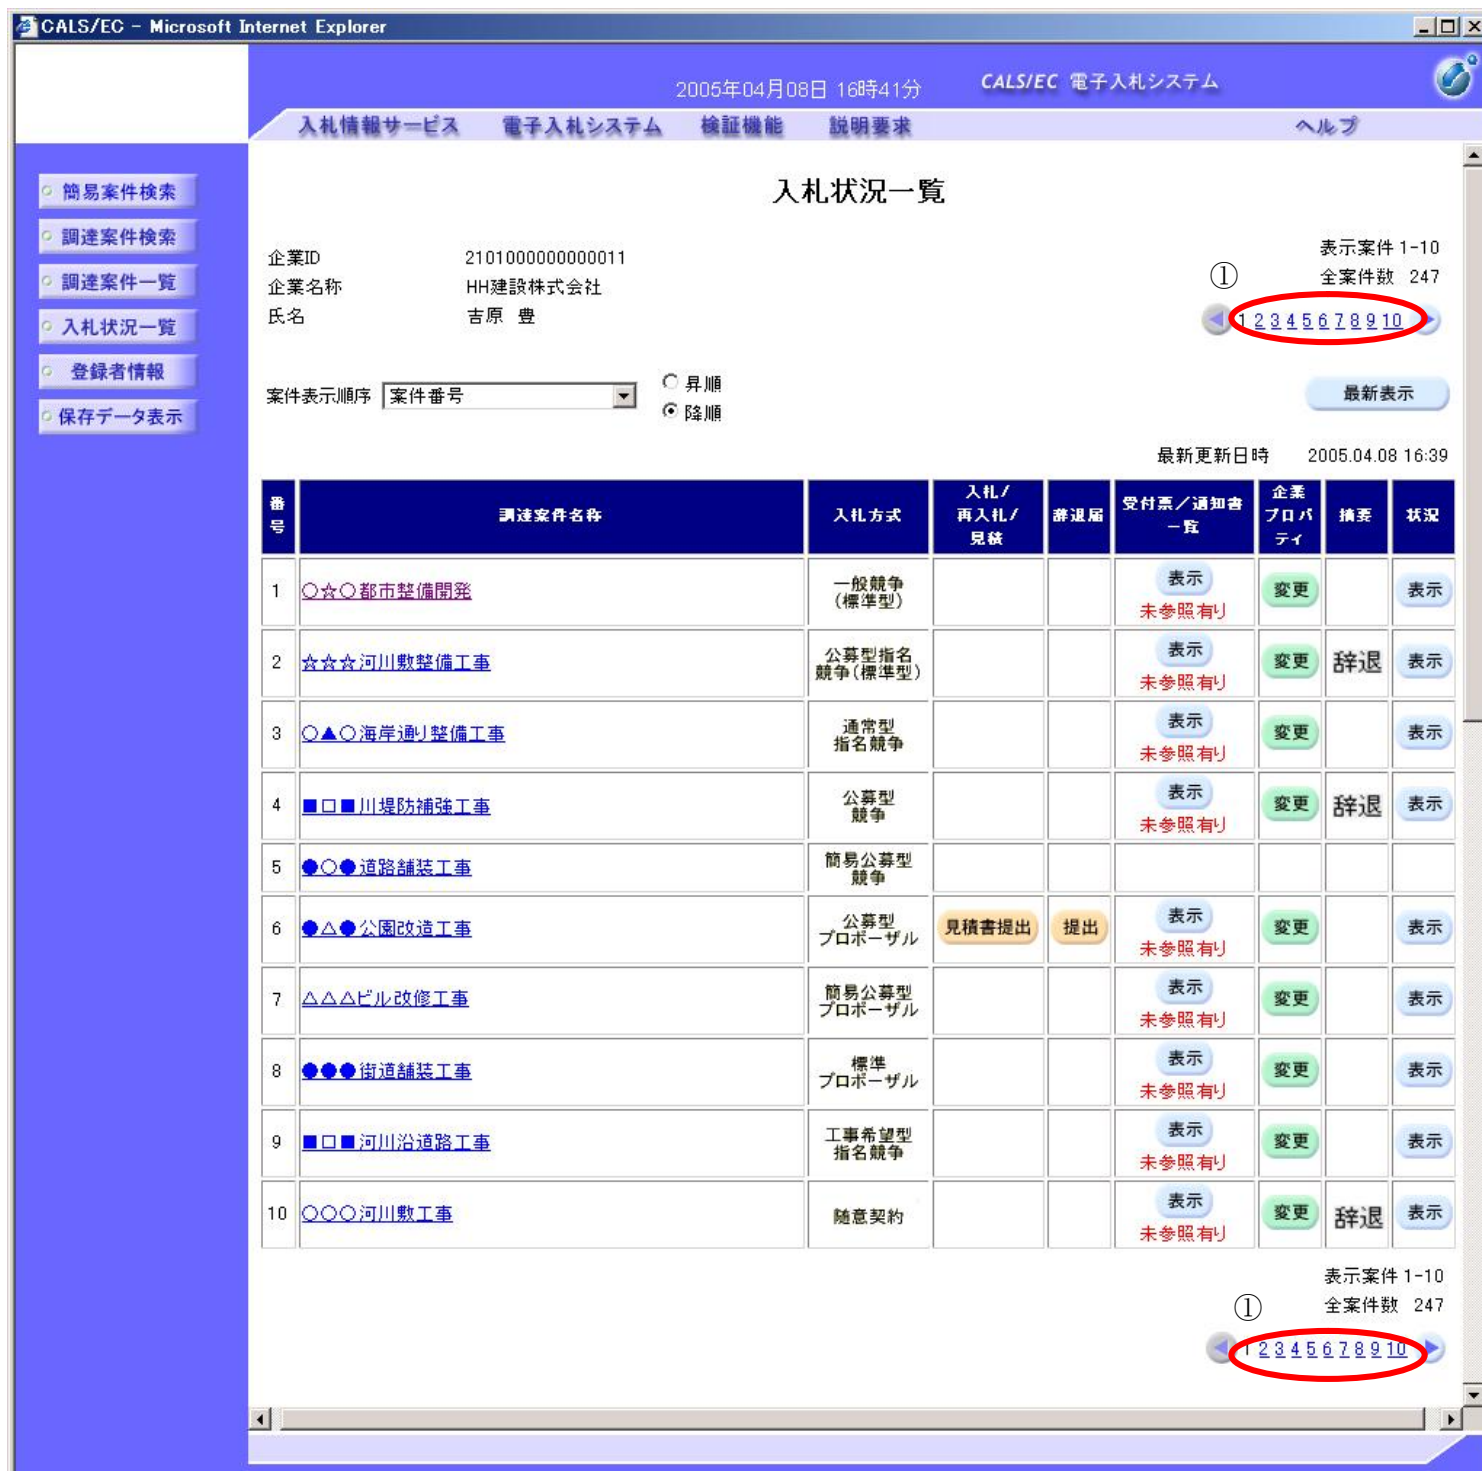 CALS/EC - Microsoft Internet Explorer
2005年04月08日 16時41分
CALS/EC 電子入札システム
入札情報サービス 電子入札システム 検証機能 説明要求 ヘルプ
簡易案件検索
調達案件検索
調達案件一覧
入札状況一覧
登録者情報
保存データ表示
入札状況一覧
企業ID 2101000000000011
企業名称 HH建設株式会社
氏名 吉原 豊
表示案件 1-10
全案件数 247
①
1 2 3 4 5 6 7 8 9 10
案件表示順序 案件番号
昇順
降順
最新表示
最新更新日時 2005.04.08 16:39
番号 調達案件名称 入札方式 入札/再入札/見積 辞退届 受付票/通知書一覧 企業プロパティ 摘要 状況
1 ○☆○都市整備開発 一般競争(標準型) 表示 未参照有り 変更 表示
2 ☆☆☆河川敷整備工事 公募型指名競争(標準型) 表示 未参照有り 変更 辞退 表示
3 ○▲○海岸通り整備工事 通常型指名競争 表示 未参照有り 変更 表示
4 ■□■川堤防補強工事 公募型競争 表示 未参照有り 変更 辞退 表示
5 ●○●道路舗装工事 簡易公募型競争
6 ●△●公園改造工事 公募型プロポーザル 見積書提出 提出 表示 未参照有り 変更 表示
7 △△△ビル改修工事 簡易公募型プロポーザル 表示 未参照有り 変更 表示
8 ●●●街道舗装工事 標準プロポーザル 表示 未参照有り 変更 表示
9 ■□■河川沿道路工事 工事希望型指名競争 表示 未参照有り 変更 表示
10 ○○○河川敷工事 随意契約 表示 未参照有り 変更 辞退 表示
表示案件 1-10
全案件数 247
①
1 2 3 4 5 6 7 8 9 10